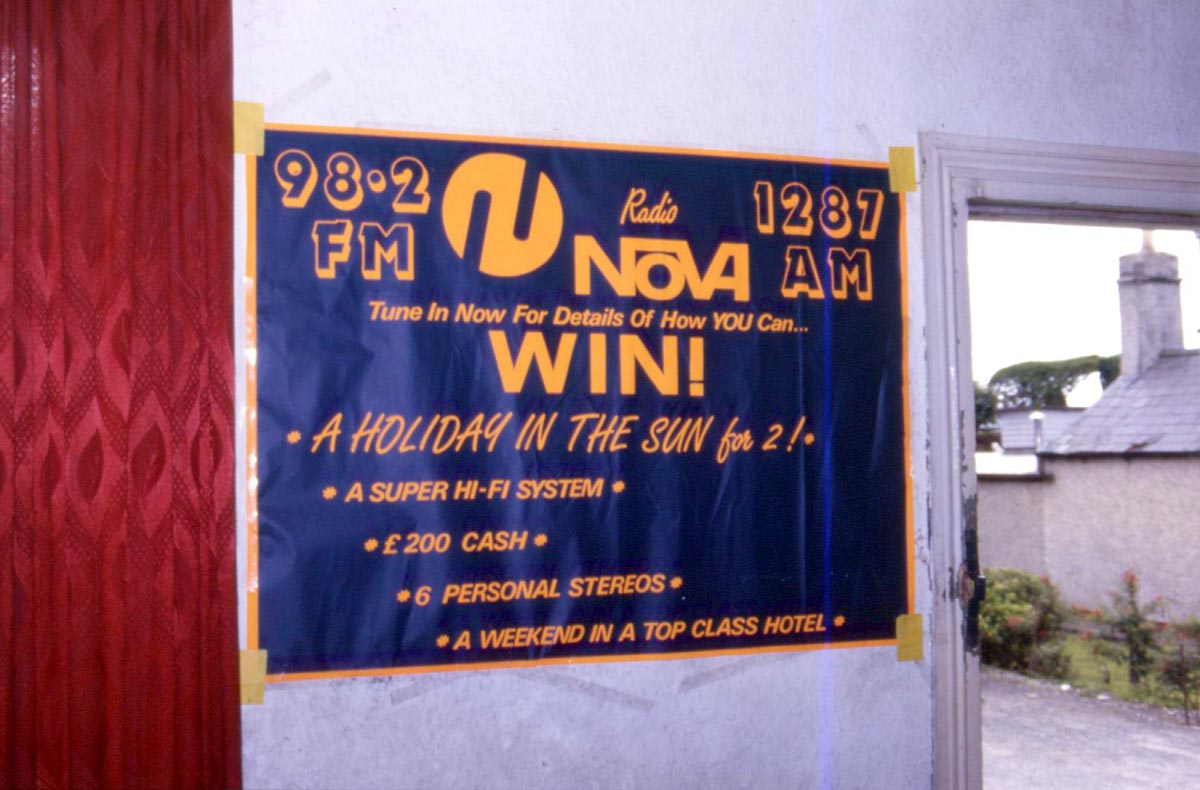 98·2 FM
Radio NOVA
1287 AM
Tune In Now For Details Of How YOU Can...
WIN!
* A HOLIDAY IN THE SUN for 2! *
* A SUPER HI-FI SYSTEM *
* £200 CASH *
* 6 PERSONAL STEREOS *
* A WEEKEND IN A TOP CLASS HOTEL *